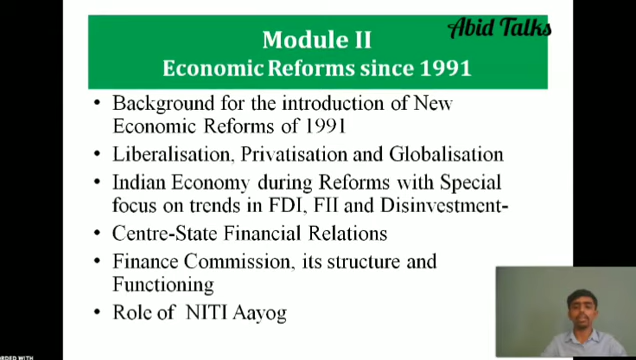 Abid Talks
Module II
Economic Reforms since 1991
• Background for the introduction of New
Economic Reforms of 1991
• Liberalisation, Privatisation and Globalisation
• Indian Economy during Reforms with Special
focus on trends in FDI, FII and Disinvestment-
• Centre-State Financial Relations
• Finance Commission, its structure and
Functioning
• Role of NITI Aayog
WITH